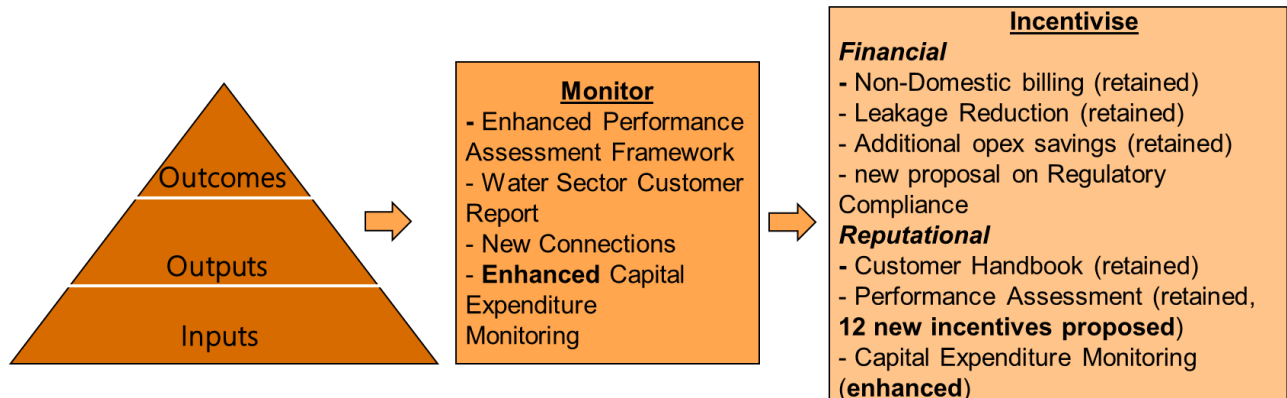 Outcomes
Outputs
Inputs
Monitor
- Enhanced Performance
Assessment Framework
- Water Sector Customer
Report
- New Connections
- Enhanced Capital
Expenditure
Monitoring
Incentivise
Financial
- Non-Domestic billing (retained)
- Leakage Reduction (retained)
- Additional opex savings (retained)
- new proposal on Regulatory
Compliance
Reputational
- Customer Handbook (retained)
- Performance Assessment (retained,
12 new incentives proposed)
- Capital Expenditure Monitoring
(enhanced)